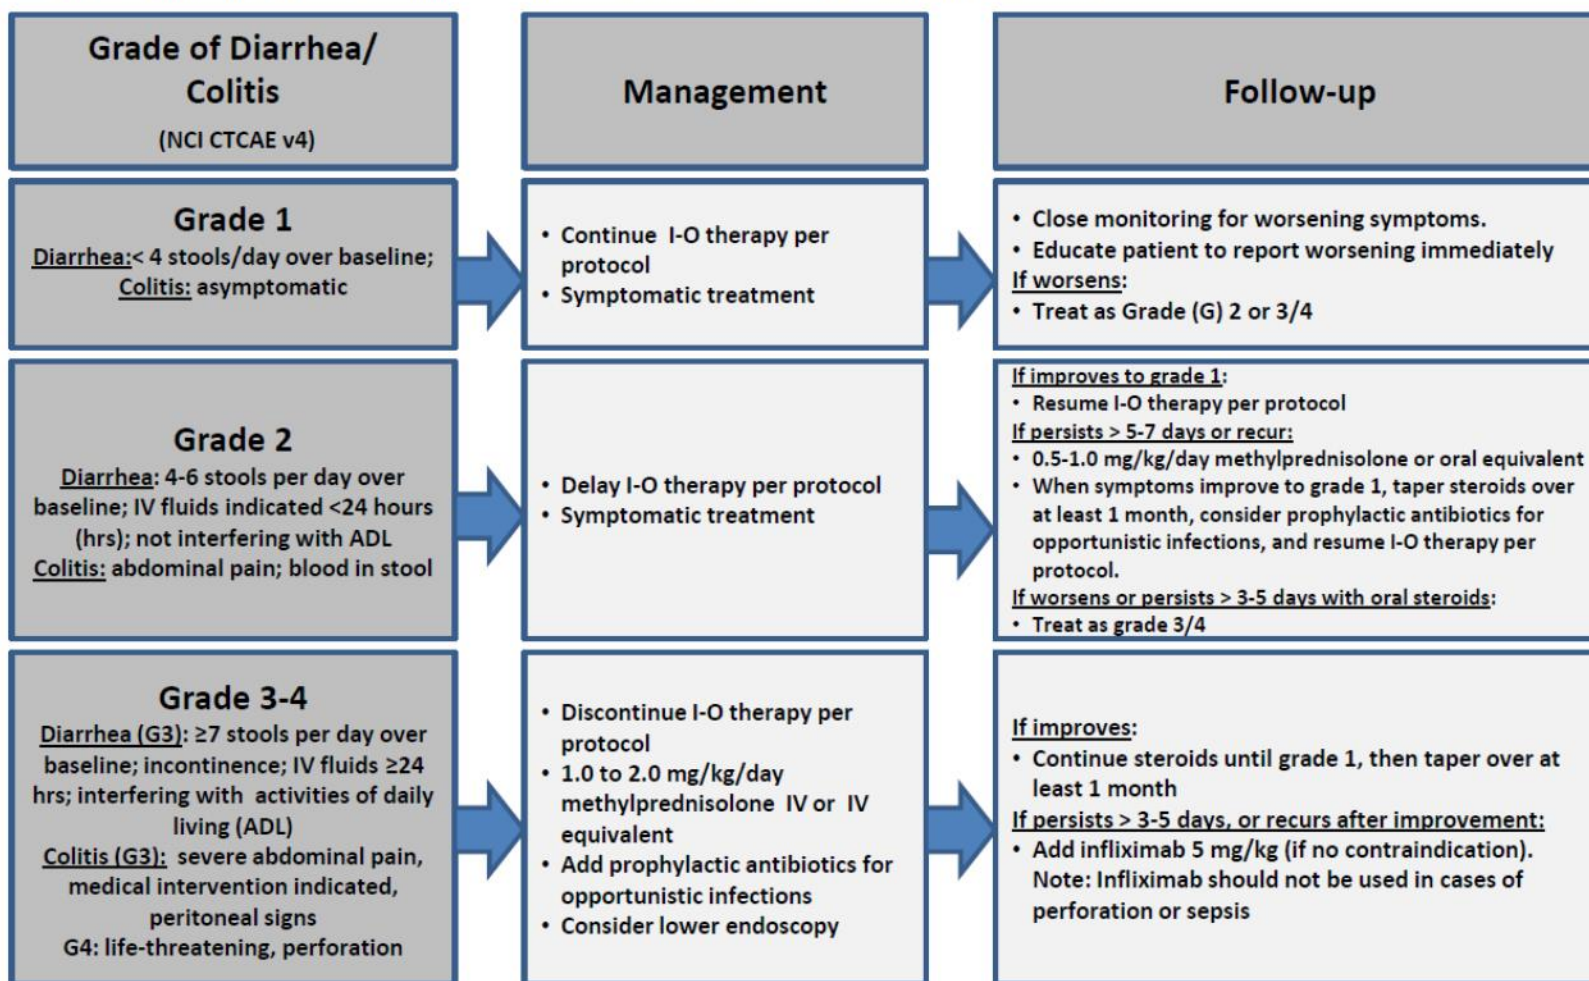 Grade of Diarrhea/
Colitis
(NCI CTCAE v4)
Management
Follow-up
Grade 1
Diarrhea:< 4 stools/day over baseline;
Colitis: asymptomatic
• Continue I-O therapy per
protocol
• Symptomatic treatment
• Close monitoring for worsening symptoms.
• Educate patient to report worsening immediately
If worsens:
• Treat as Grade (G) 2 or 3/4
Grade 2
Diarrhea: 4-6 stools per day over
baseline; IV fluids indicated <24 hours
(hrs); not interfering with ADL
Colitis: abdominal pain; blood in stool
• Delay I-O therapy per protocol
• Symptomatic treatment
If improves to grade 1:
• Resume I-O therapy per protocol
If persists > 5-7 days or recur:
• 0.5-1.0 mg/kg/day methylprednisolone or oral equivalent
• When symptoms improve to grade 1, taper steroids over
at least 1 month, consider prophylactic antibiotics for
opportunistic infections, and resume I-O therapy per
protocol.
If worsens or persists > 3-5 days with oral steroids:
• Treat as grade 3/4
Grade 3-4
Diarrhea (G3): ≥7 stools per day over
baseline; incontinence; IV fluids ≥24
hrs; interfering with activities of daily
living (ADL)
Colitis (G3): severe abdominal pain,
medical intervention indicated,
peritoneal signs
G4: life-threatening, perforation
• Discontinue I-O therapy per
protocol
• 1.0 to 2.0 mg/kg/day
methylprednisolone IV or IV
equivalent
• Add prophylactic antibiotics for
opportunistic infections
• Consider lower endoscopy
If improves:
• Continue steroids until grade 1, then taper over at
least 1 month
If persists > 3-5 days, or recurs after improvement:
• Add infliximab 5 mg/kg (if no contraindication).
Note: Infliximab should not be used in cases of
perforation or sepsis